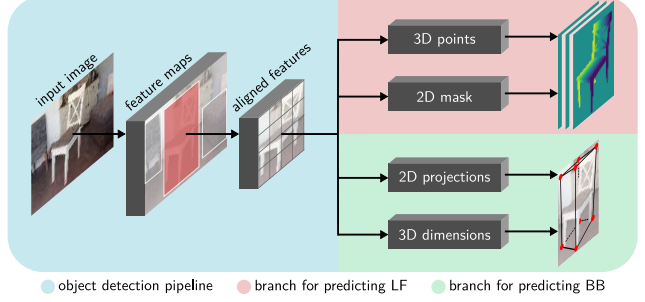 input image
feature maps
aligned features
3D points
2D mask
2D projections
3D dimensions
object detection pipeline
branch for predicting LF
branch for predicting BB